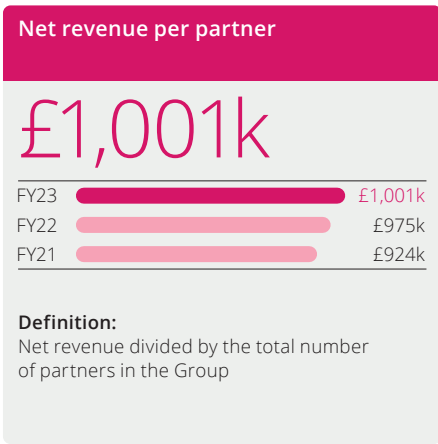 Net revenue per partner
£1,001k
FY23 £1,001k
FY22 £975k
FY21 £924k
Definition:
Net revenue divided by the total number
of partners in the Group